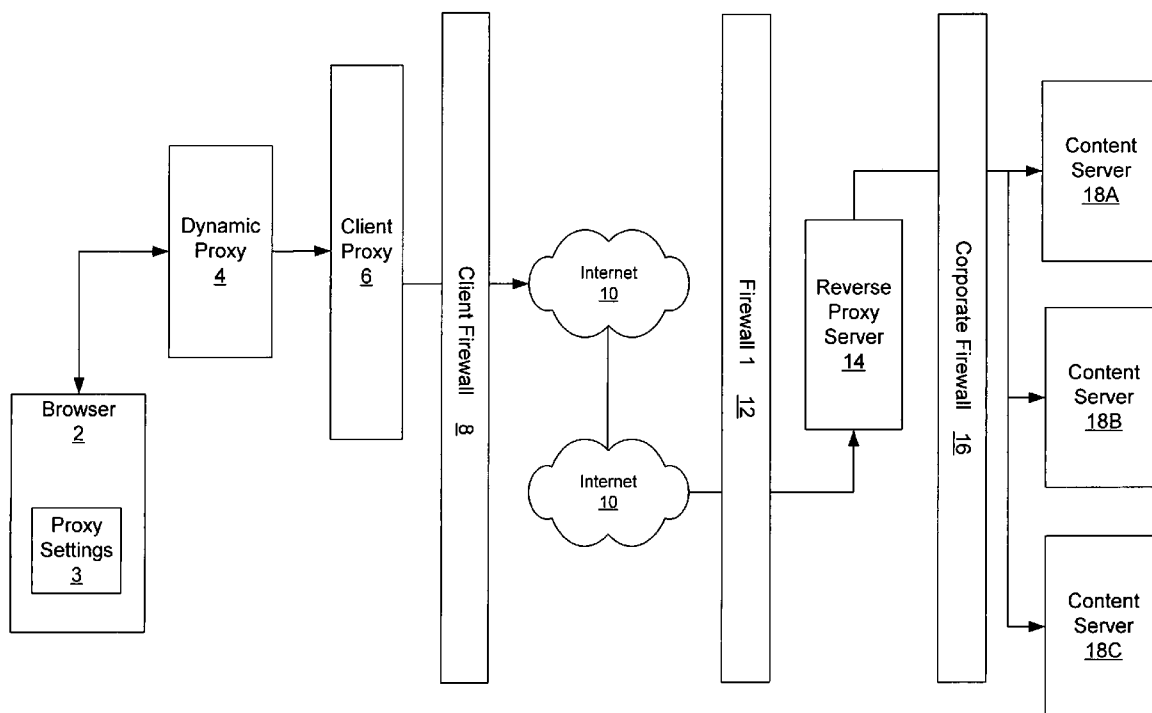 Browser
2
Proxy
Settings
3
Dynamic
Proxy
4
Client
Proxy
6
Client Firewall 8
Internet
10
Internet
10
Firewall 1 12
Reverse
Proxy
Server
14
Corporate Firewall 16
Content
Server
18A
Content
Server
18B
Content
Server
18C